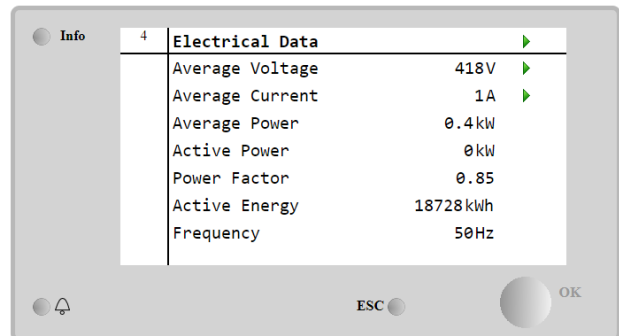 Info
4 Electrical Data
Average Voltage 418V
Average Current 1A
Average Power 0.4kW
Active Power 0kW
Power Factor 0.85
Active Energy 18728kWh
Frequency 50Hz
ESC
OK